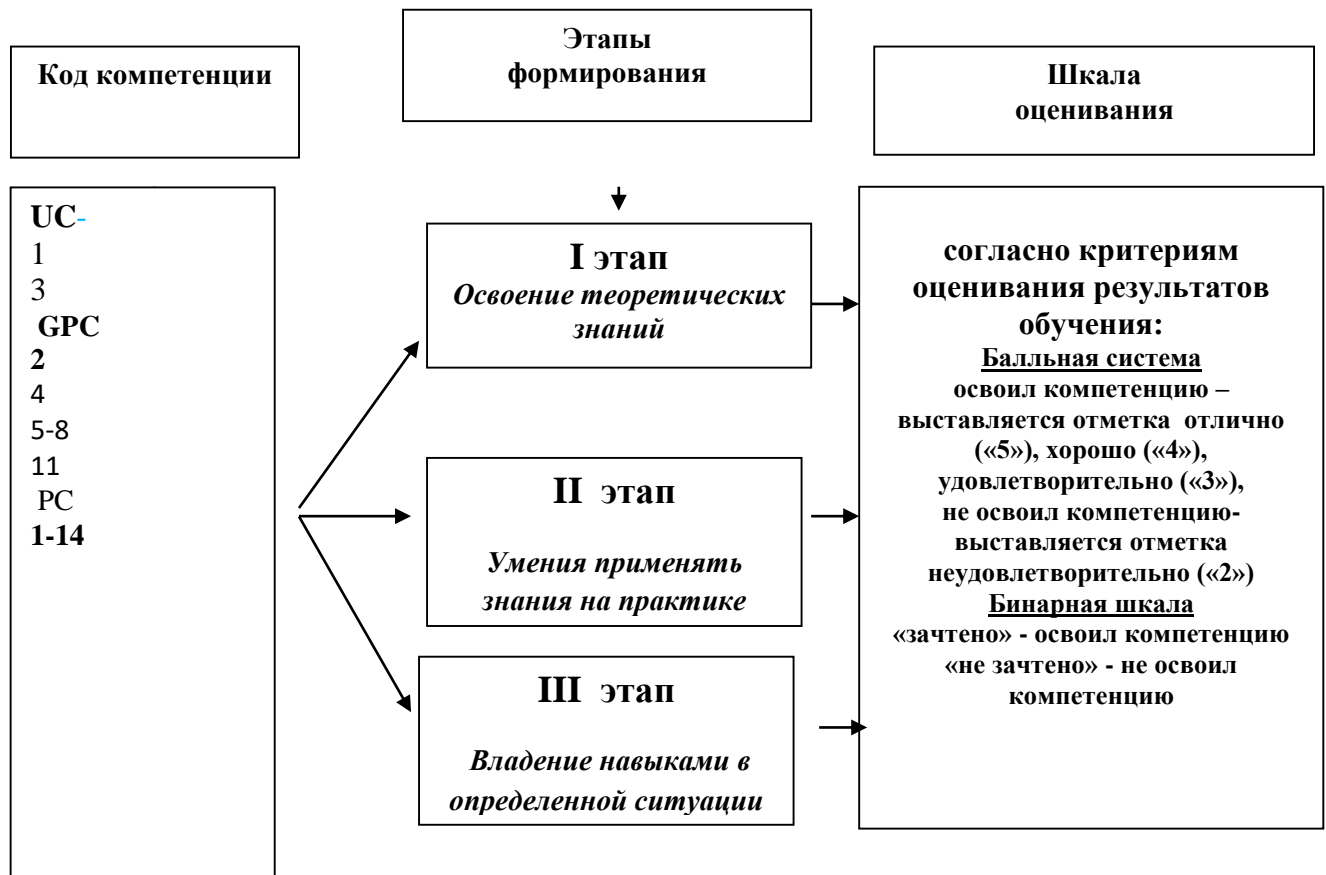 Код компетенции
Этапы
формирования
Шкала
оценивания
UC-
1
3
GPC
2
4
5-8
11
PC
1-14
I этап
Освоение теоретических
знаний
II этап
Умения применять
знания на практике
III этап
Владение навыками в
определенной ситуации
согласно критериям
оценивания результатов
обучения:
Балльная система
освоил компетенцию –
выставляется отметка отлично
(«5»), хорошо («4»),
удовлетворительно («3»),
не освоил компетенцию-
выставляется отметка
неудовлетворительно («2»)
Бинарная шкала
«зачтено» - освоил компетенцию
«не зачтено» - не освоил
компетенцию